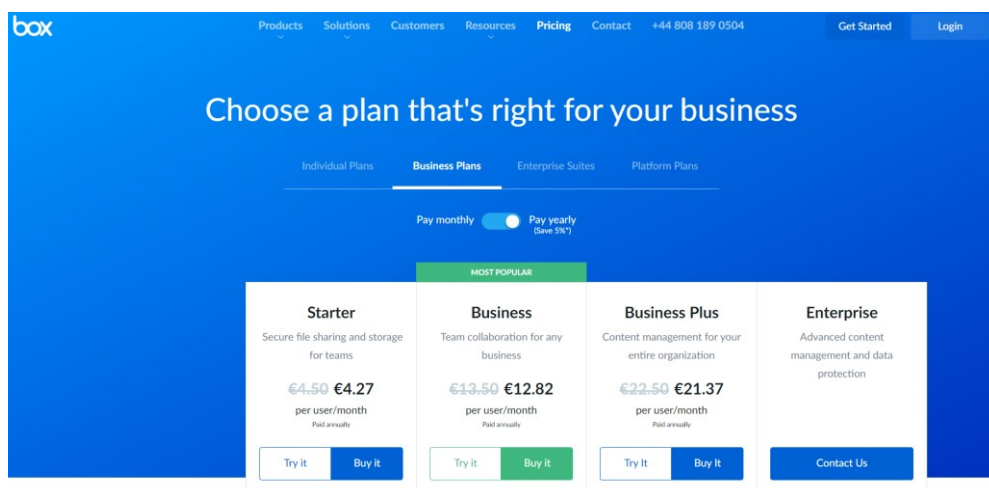 box Products Solutions Customers Resources Pricing Contact +44 808 189 0504 Get Started Login
Choose a plan that's right for your business
Individual Plans Business Plans Enterprise Suites Platform Plans
Pay monthly Pay yearly
(Save 5%*)
MOST POPULAR
Starter
Secure file sharing and storage
for teams
€4.50 €4.27
per user/month
Paid annually
Try it Buy it
Business
Team collaboration for any
business
€13.50 €12.82
per user/month
Paid annually
Try it Buy it
Business Plus
Content management for your
entire organization
€22.50 €21.37
per user/month
Paid annually
Try It Buy It
Enterprise
Advanced content
management and data
protection
Contact Us